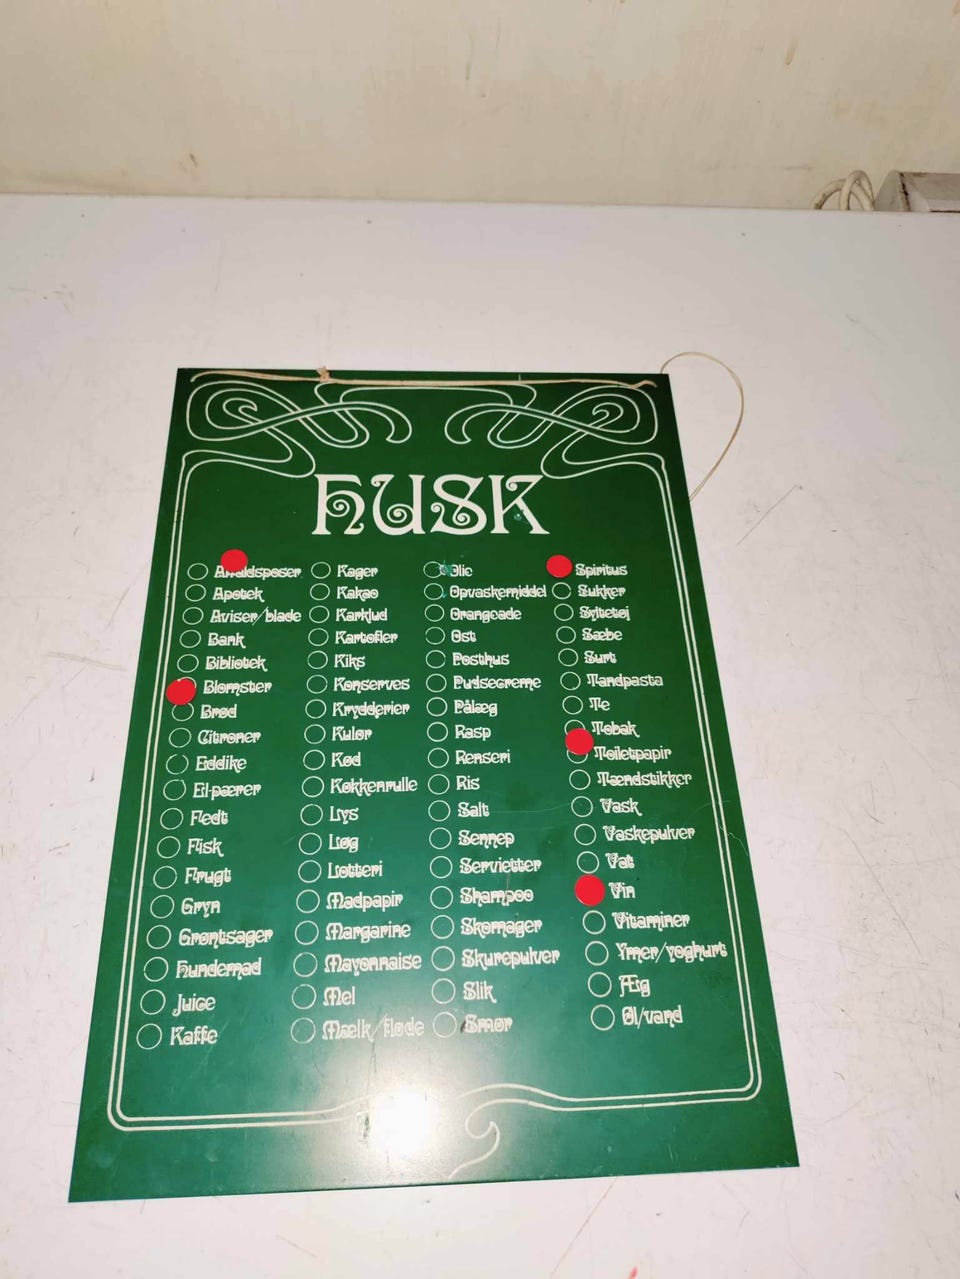 HUSK
Affaldsposer
Apotek
Aviser/blade
Bank
Bibliotek
Blomster
Brød
Citroner
Eddike
El-pærer
Fedt
Fisk
Frugt
Gryn
Grøntsager
Hundemad
Juice
Kaffe
Kager
Kakao
Karklud
Kartofler
Kiks
Konserves
Krydderier
Kulør
Kød
Køkkenrulle
Lys
Løg
Lotteri
Madpapir
Margarine
Mayonnaise
Mel
Mælk/fløde
Olie
Opvaskemiddel
Orangeade
Ost
Posthus
Pudsecreme
Pålæg
Rasp
Renseri
Ris
Salt
Sennep
Servietter
Shampoo
Skomager
Skurepulver
Slik
Smør
Spiritus
Sukker
Syltetøj
Sæbe
Surt
Tandpasta
Te
Tobak
Toiletpapir
Tændstikker
Vask
Vaskepulver
Vat
Vin
Vitaminer
Ymer/yoghurt
Æg
Øl/vand